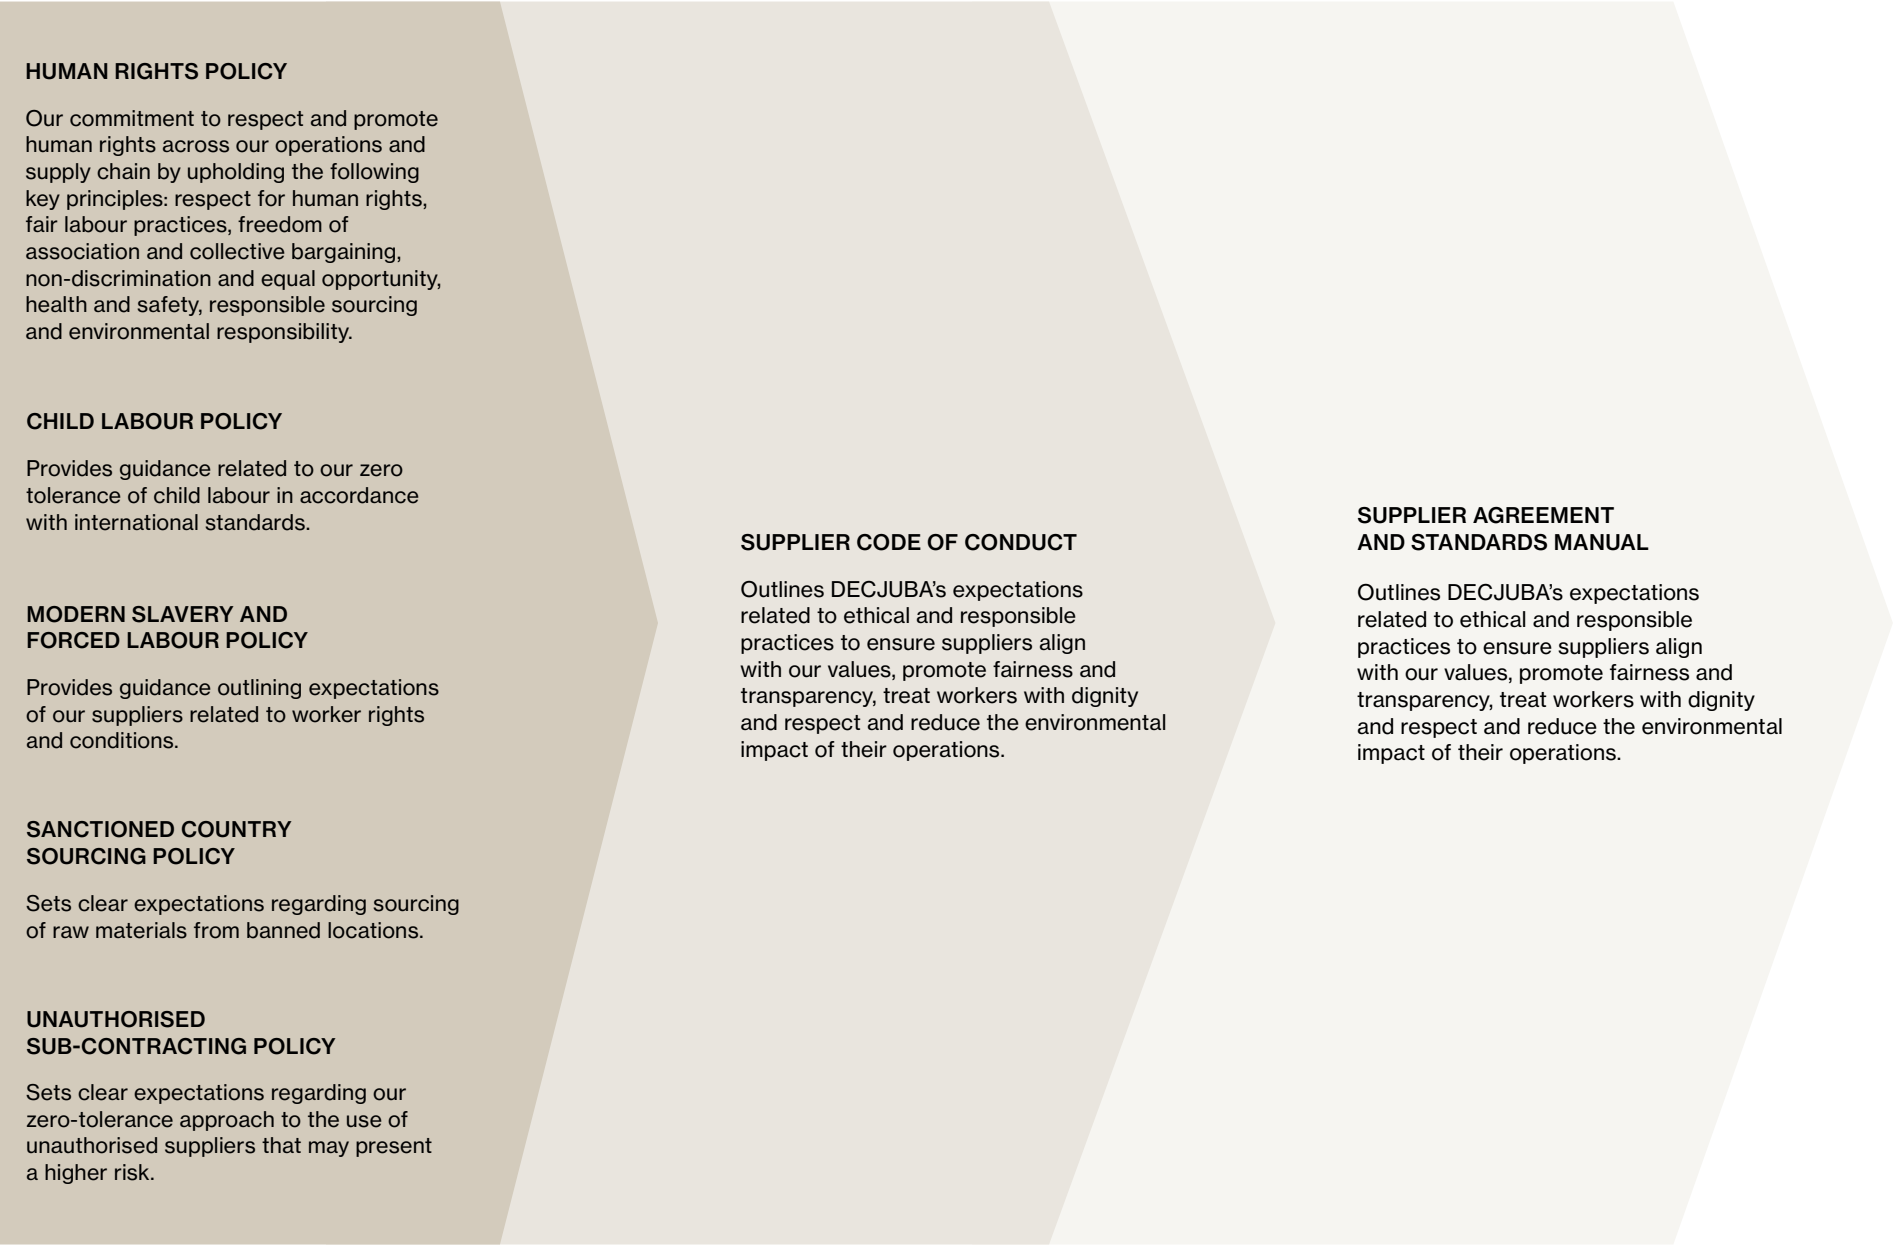 HUMAN RIGHTS POLICY
Our commitment to respect and promote
human rights across our operations and
supply chain by upholding the following
key principles: respect for human rights,
fair labour practices, freedom of
association and collective bargaining,
non-discrimination and equal opportunity,
health and safety, responsible sourcing
and environmental responsibility.
CHILD LABOUR POLICY
Provides guidance related to our zero
tolerance of child labour in accordance
with international standards.
MODERN SLAVERY AND
FORCED LABOUR POLICY
Provides guidance outlining expectations
of our suppliers related to worker rights
and conditions.
SANCTIONED COUNTRY
SOURCING POLICY
Sets clear expectations regarding sourcing
of raw materials from banned locations.
UNAUTHORISED
SUB-CONTRACTING POLICY
Sets clear expectations regarding our
zero-tolerance approach to the use of
unauthorised suppliers that may present
a higher risk.
SUPPLIER CODE OF CONDUCT
Outlines DECJUBA’s expectations
related to ethical and responsible
practices to ensure suppliers align
with our values, promote fairness and
transparency, treat workers with dignity
and respect and reduce the environmental
impact of their operations.
SUPPLIER AGREEMENT
AND STANDARDS MANUAL
Outlines DECJUBA’s expectations
related to ethical and responsible
practices to ensure suppliers align
with our values, promote fairness and
transparency, treat workers with dignity
and respect and reduce the environmental
impact of their operations.